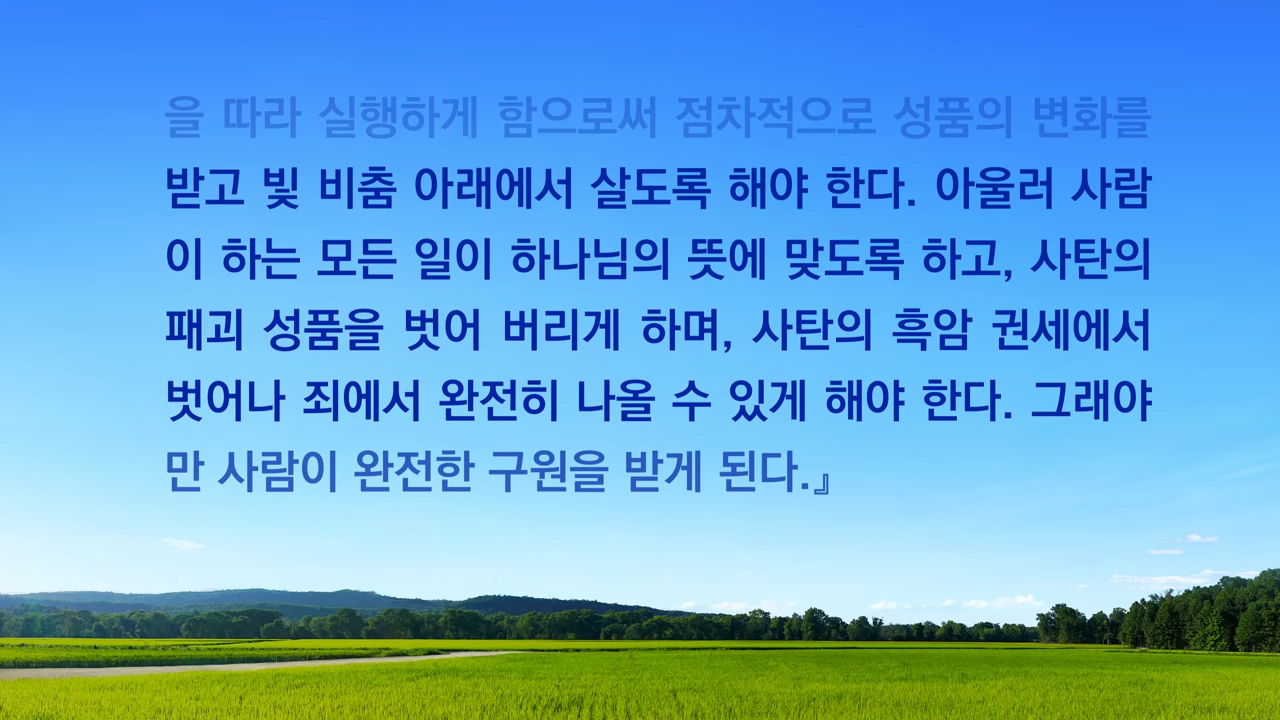 을 따라 실행하게 함으로써 점차적으로 성품의 변화를
받고 빛 비춤 아래에서 살도록 해야 한다. 아울러 사람
이 하는 모든 일이 하나님의 뜻에 맞도록 하고, 사탄의
패괴 성품을 벗어 버리게 하며, 사탄의 흑암 권세에서
벗어나 죄에서 완전히 나올 수 있게 해야 한다. 그래야
만 사람이 완전한 구원을 받게 된다.』